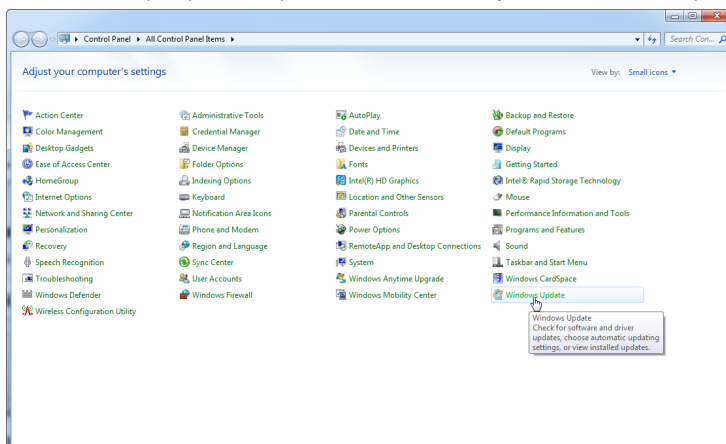 Control Panel ▸ All Control Panel Items ▸
Search Con...
Adjust your computer's settings
View by: Small icons
Action Center
Administrative Tools
AutoPlay
Backup and Restore
Color Management
Credential Manager
Date and Time
Default Programs
Desktop Gadgets
Device Manager
Devices and Printers
Display
Ease of Access Center
Folder Options
Fonts
Getting Started
HomeGroup
Indexing Options
Intel(R) HD Graphics
Intel® Rapid Storage Technology
Internet Options
Keyboard
Location and Other Sensors
Mouse
Network and Sharing Center
Notification Area Icons
Parental Controls
Performance Information and Tools
Personalization
Phone and Modem
Power Options
Programs and Features
Recovery
Region and Language
RemoteApp and Desktop Connections
Sound
Speech Recognition
Sync Center
System
Taskbar and Start Menu
Troubleshooting
User Accounts
Windows Anytime Upgrade
Windows CardSpace
Windows Defender
Windows Firewall
Windows Mobility Center
Windows Update
Wireless Configuration Utility
Windows Update
Check for software and driver
updates, choose automatic updating
settings, or view installed updates.